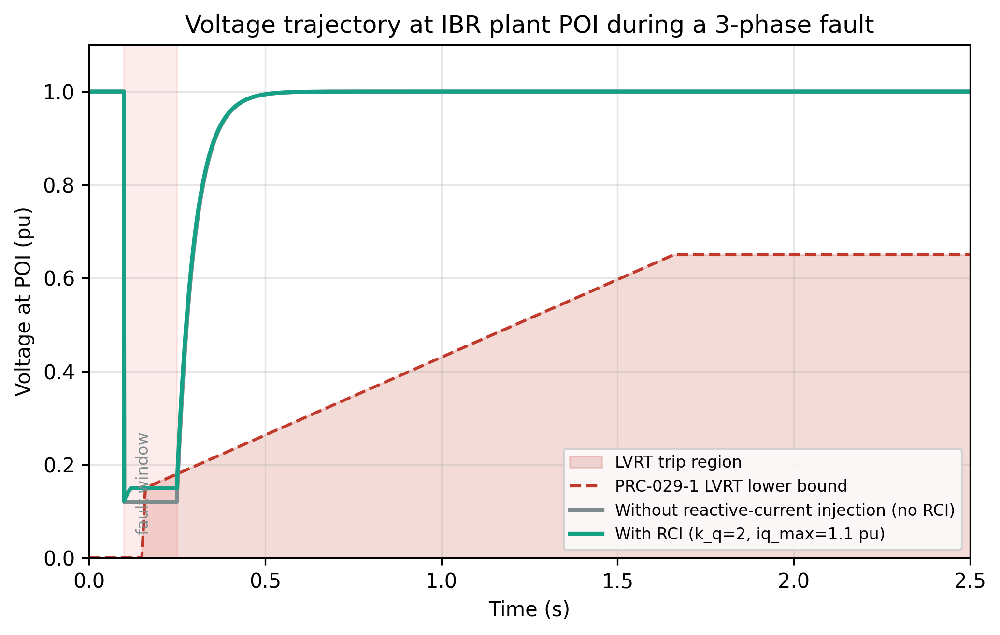 Voltage trajectory at IBR plant POI during a 3-phase fault
Voltage at POI (pu)
1.0
0.8
0.6
0.4
0.2
0.0
fault window
LVRT trip region
PRC-029-1 LVRT lower bound
Without reactive-current injection (no RCI)
With RCI (k_q=2, iq_max=1.1 pu)
0.0 0.5 1.0 1.5 2.0 2.5
Time (s)